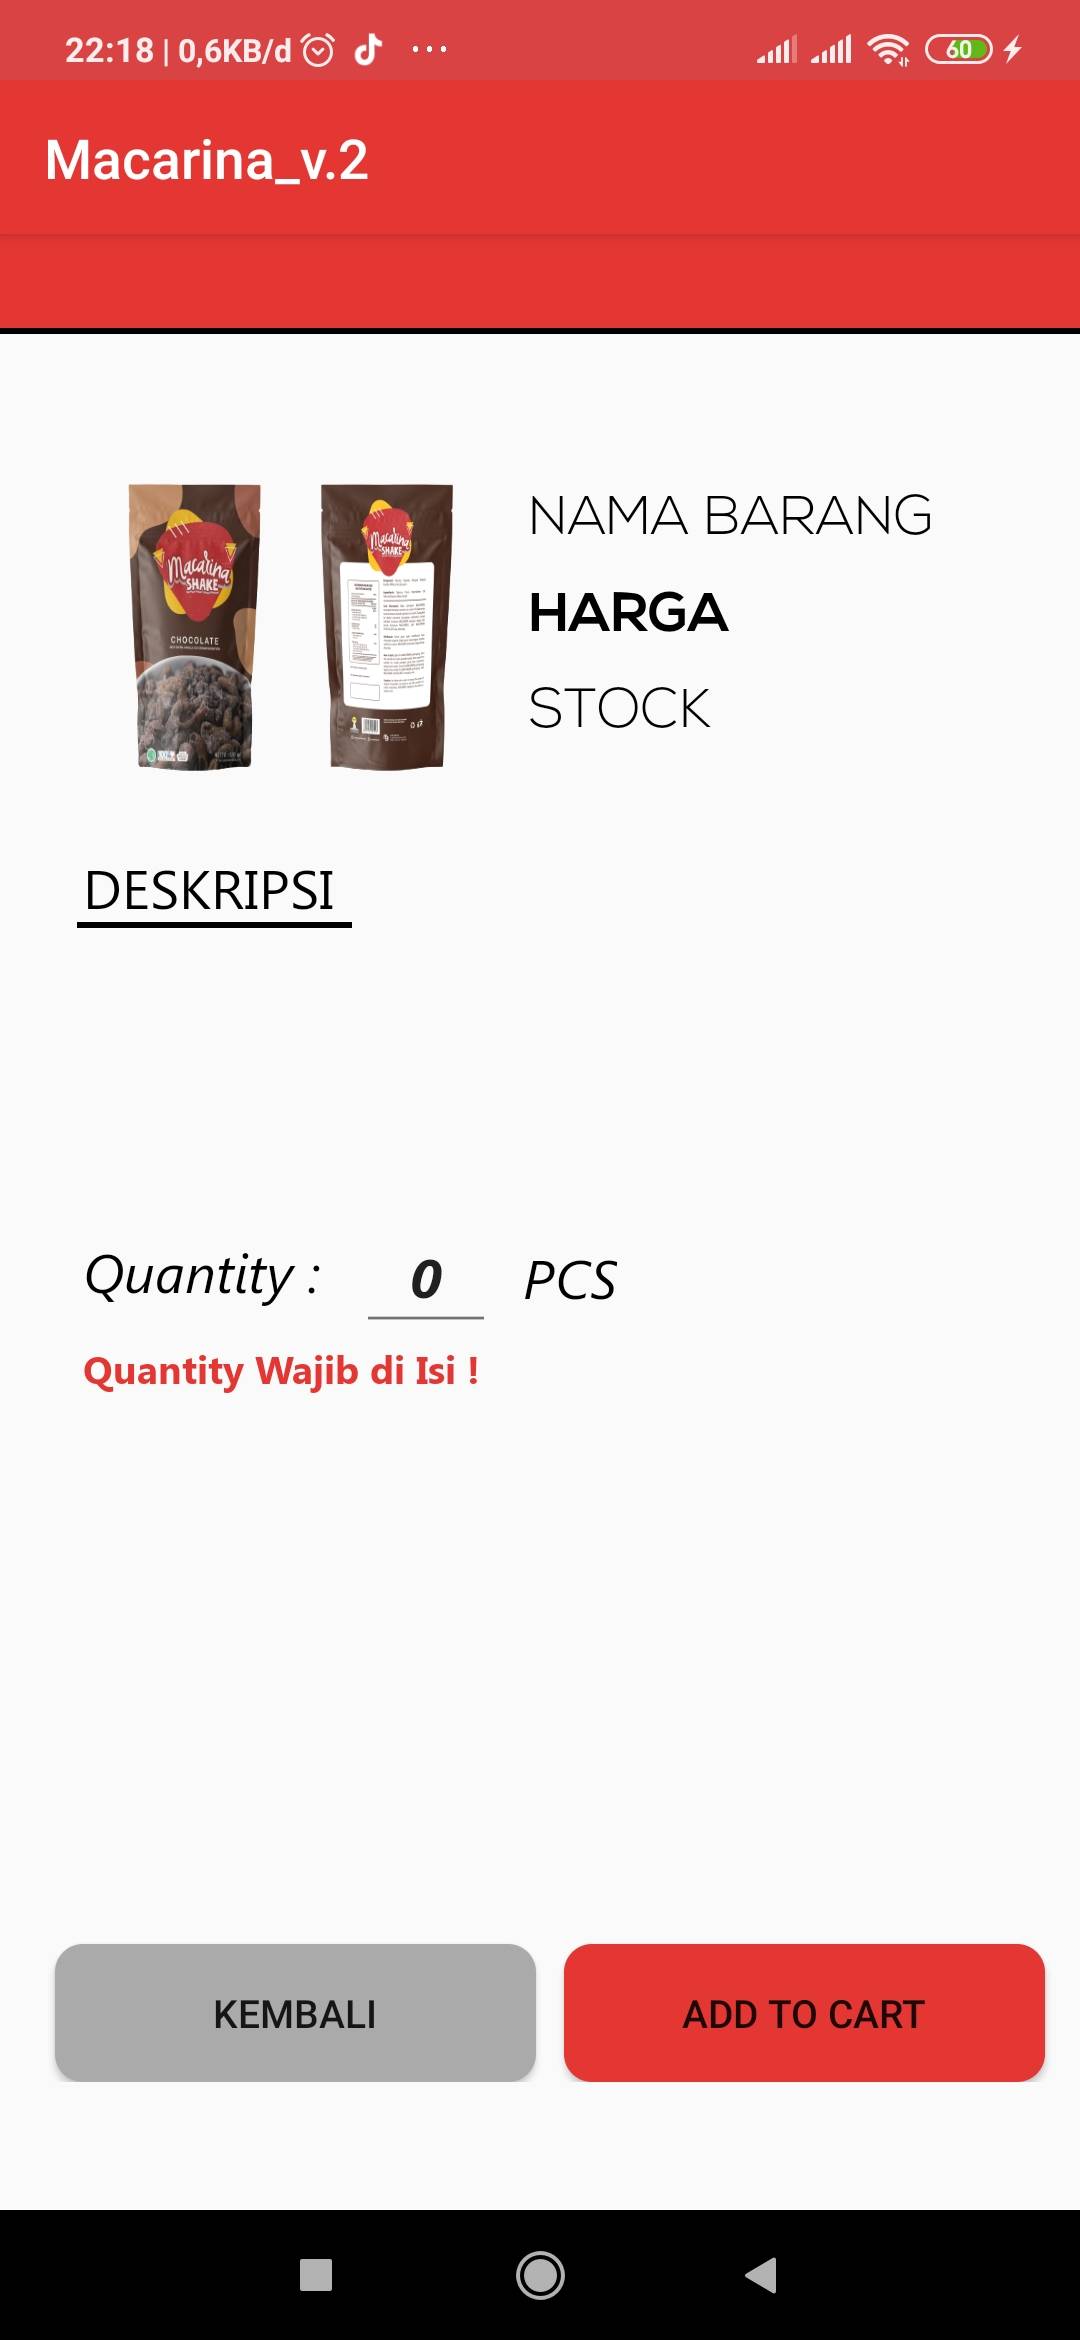 22:18 | 0,6KB/d
60
Macarina_v.2
Macarina
SHAKE
CHOCOLATE
Macarina
SHAKE
NAMA BARANG
HARGA
STOCK
DESKRIPSI
Quantity : 0 PCS
Quantity Wajib di Isi !
KEMBALI
ADD TO CART